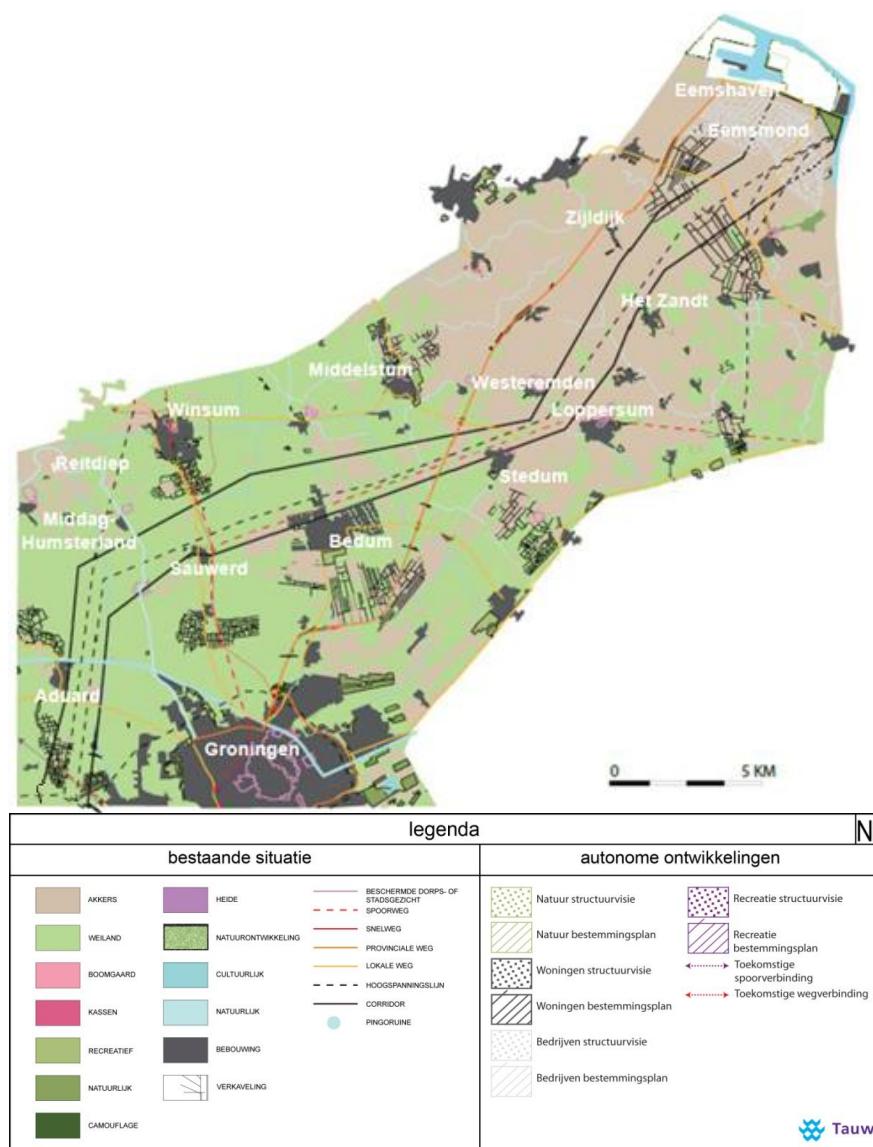 Eemshaven
Eemsmond
Zijldijk
Het Zandt
Middelstum
Westeremden
Winsum
Loppersum
Reitdiep
Stedum
Middag-
Humsterland
Bedum
Sauwerd
Aduard
Groningen
0 5 KM
legenda
N
bestaande situatie
AKKERS
WEILAND
BOOMGAARD
KASSEN
RECREATIEF
NATUURLIJK
CAMOUFLAGE
HEIDE
NATUURONTWIKKELING
CULTUURLIJK
NATUURLIJK
BEBOUWING
VERKAVELING
BESCHERMDE DORPS- OF
STADSGEZICHT
SPOORWEG
SNELWEG
PROVINCIALE WEG
LOKALE WEG
HOOGSPANNINGSLIJN
CORRIDOR
PINGORUINE
autonome ontwikkelingen
Natuur structuurvisie
Natuur bestemmingsplan
Woningen structuurvisie
Woningen bestemmingsplan
Bedrijven structuurvisie
Bedrijven bestemmingsplan
Recreatie structuurvisie
Recreatie
bestemmingsplan
Toekomstige
spoorverbinding
Toekomstige wegverbinding
Tauw